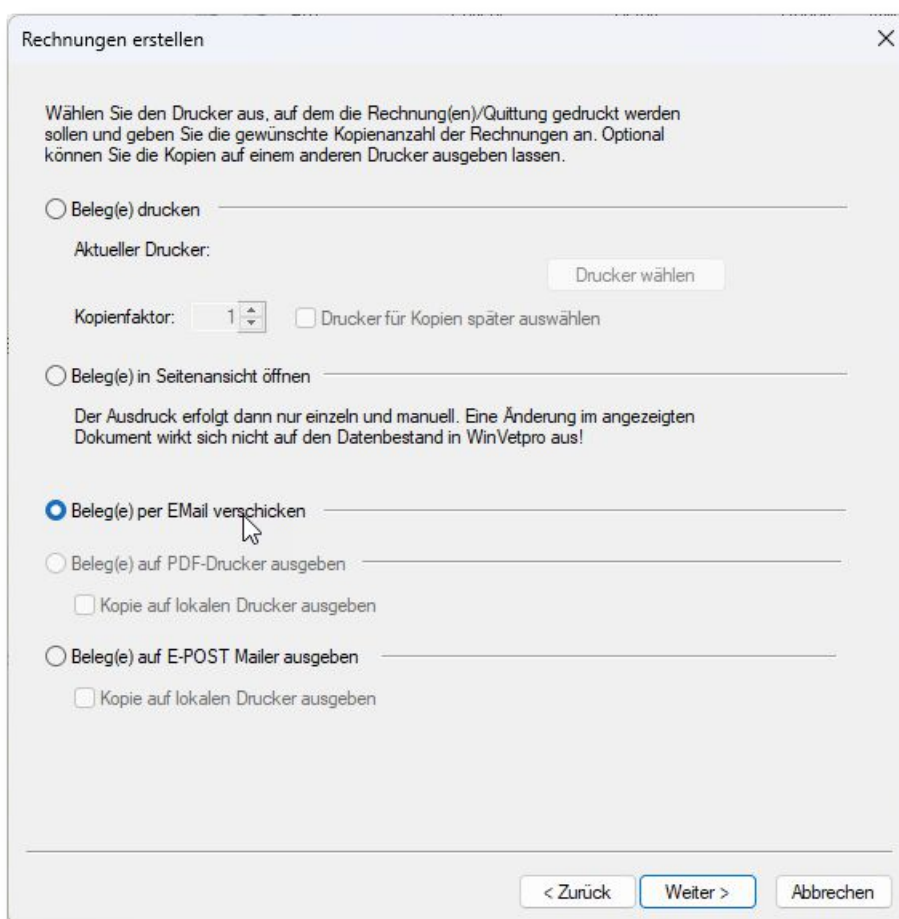 Rechnungen erstellen
Wählen Sie den Drucker aus, auf dem die Rechnung(en)/Quittung gedruckt werden
sollen und geben Sie die gewünschte Kopienanzahl der Rechnungen an. Optional
können Sie die Kopien auf einem anderen Drucker ausgeben lassen.
Beleg(e) drucken
Aktueller Drucker:
Drucker wählen
Kopienfaktor: 1 Drucker für Kopien später auswählen
Beleg(e) in Seitenansicht öffnen
Der Ausdruck erfolgt dann nur einzeln und manuell. Eine Änderung im angezeigten
Dokument wirkt sich nicht auf den Datenbestand in WinVetpro aus!
Beleg(e) per EMail verschicken
Beleg(e) auf PDF-Drucker ausgeben
Kopie auf lokalen Drucker ausgeben
Beleg(e) auf E-POST Mailer ausgeben
Kopie auf lokalen Drucker ausgeben
< Zurück Weiter > Abbrechen